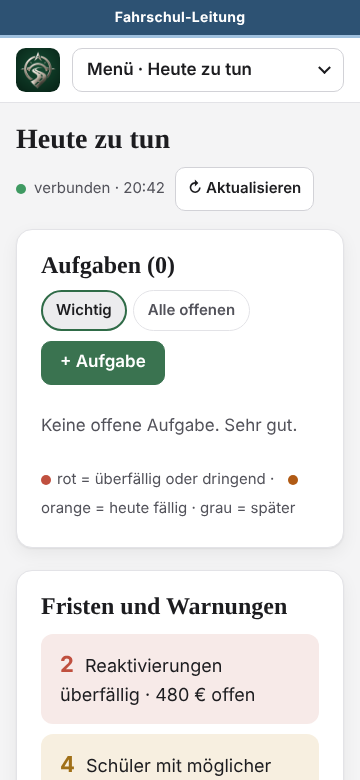 Fahrschul-Leitung
Menü · Heute zu tun
Heute zu tun
verbunden · 20:42
↻ Aktualisieren
Aufgaben (0)
Wichtig
Alle offenen
+ Aufgabe
Keine offene Aufgabe. Sehr gut.
rot = überfällig oder dringend ·
orange = heute fällig · grau = später
Fristen und Warnungen
2 Reaktivierungen
überfällig · 480 € offen
4 Schüler mit möglicher